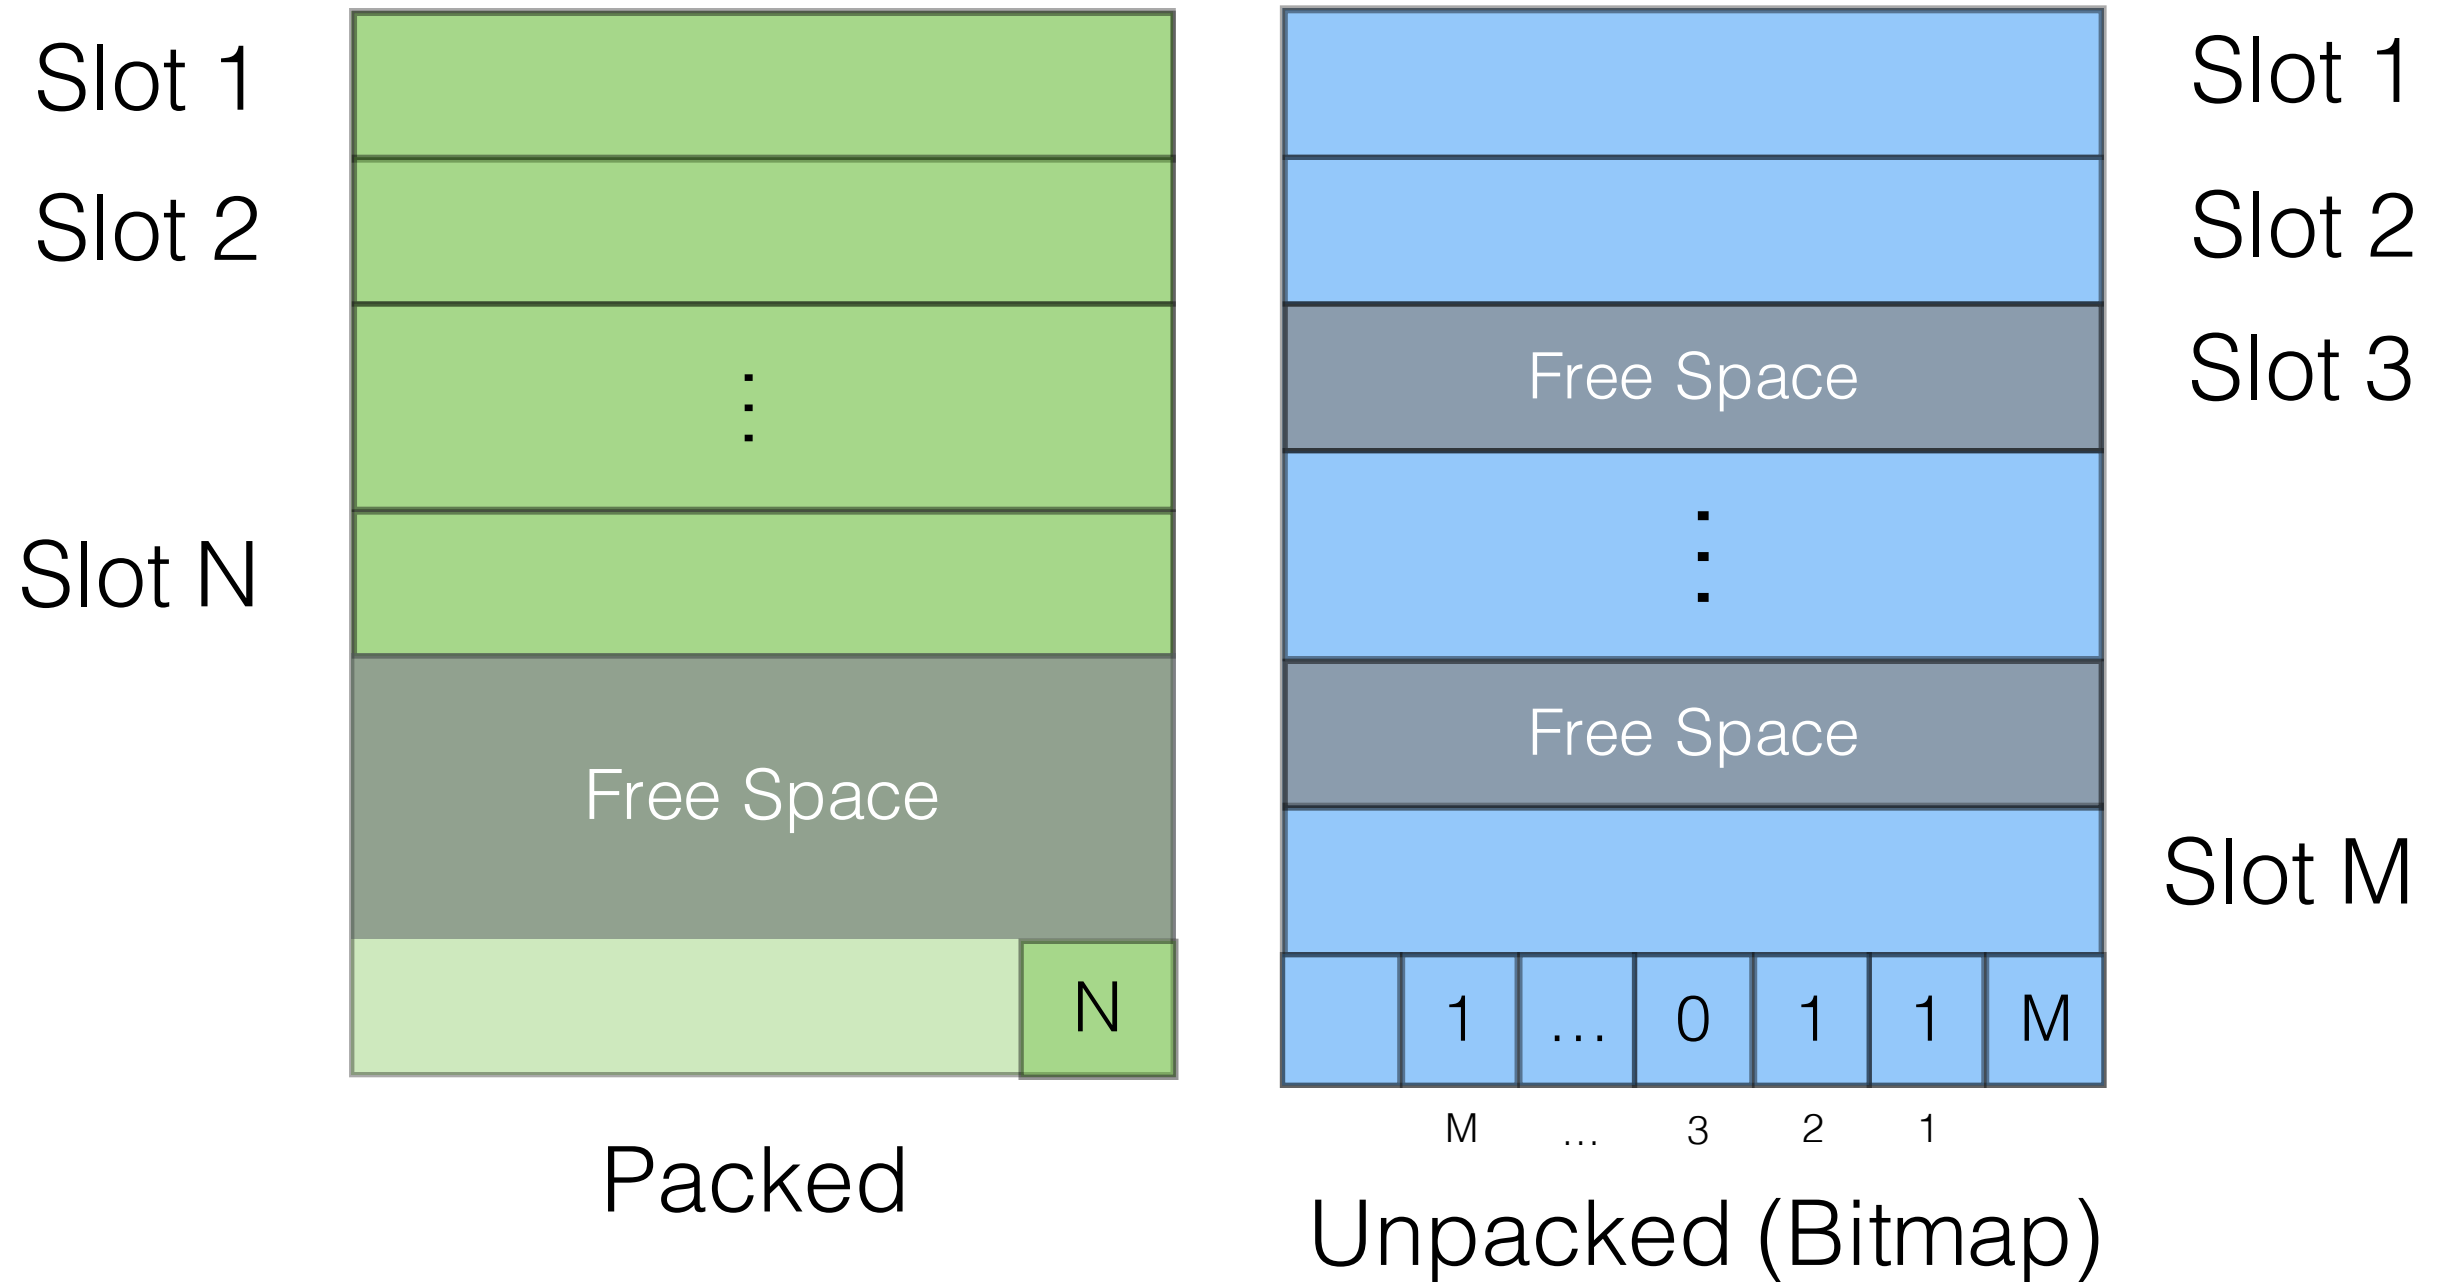 Slot 1
Slot 2
⋮
Slot N
Free Space
N
Packed
Slot 1
Slot 2
Free Space Slot 3
⋮
Free Space
Slot M
1 … 0 1 1 M
M … 3 2 1
Unpacked (Bitmap)